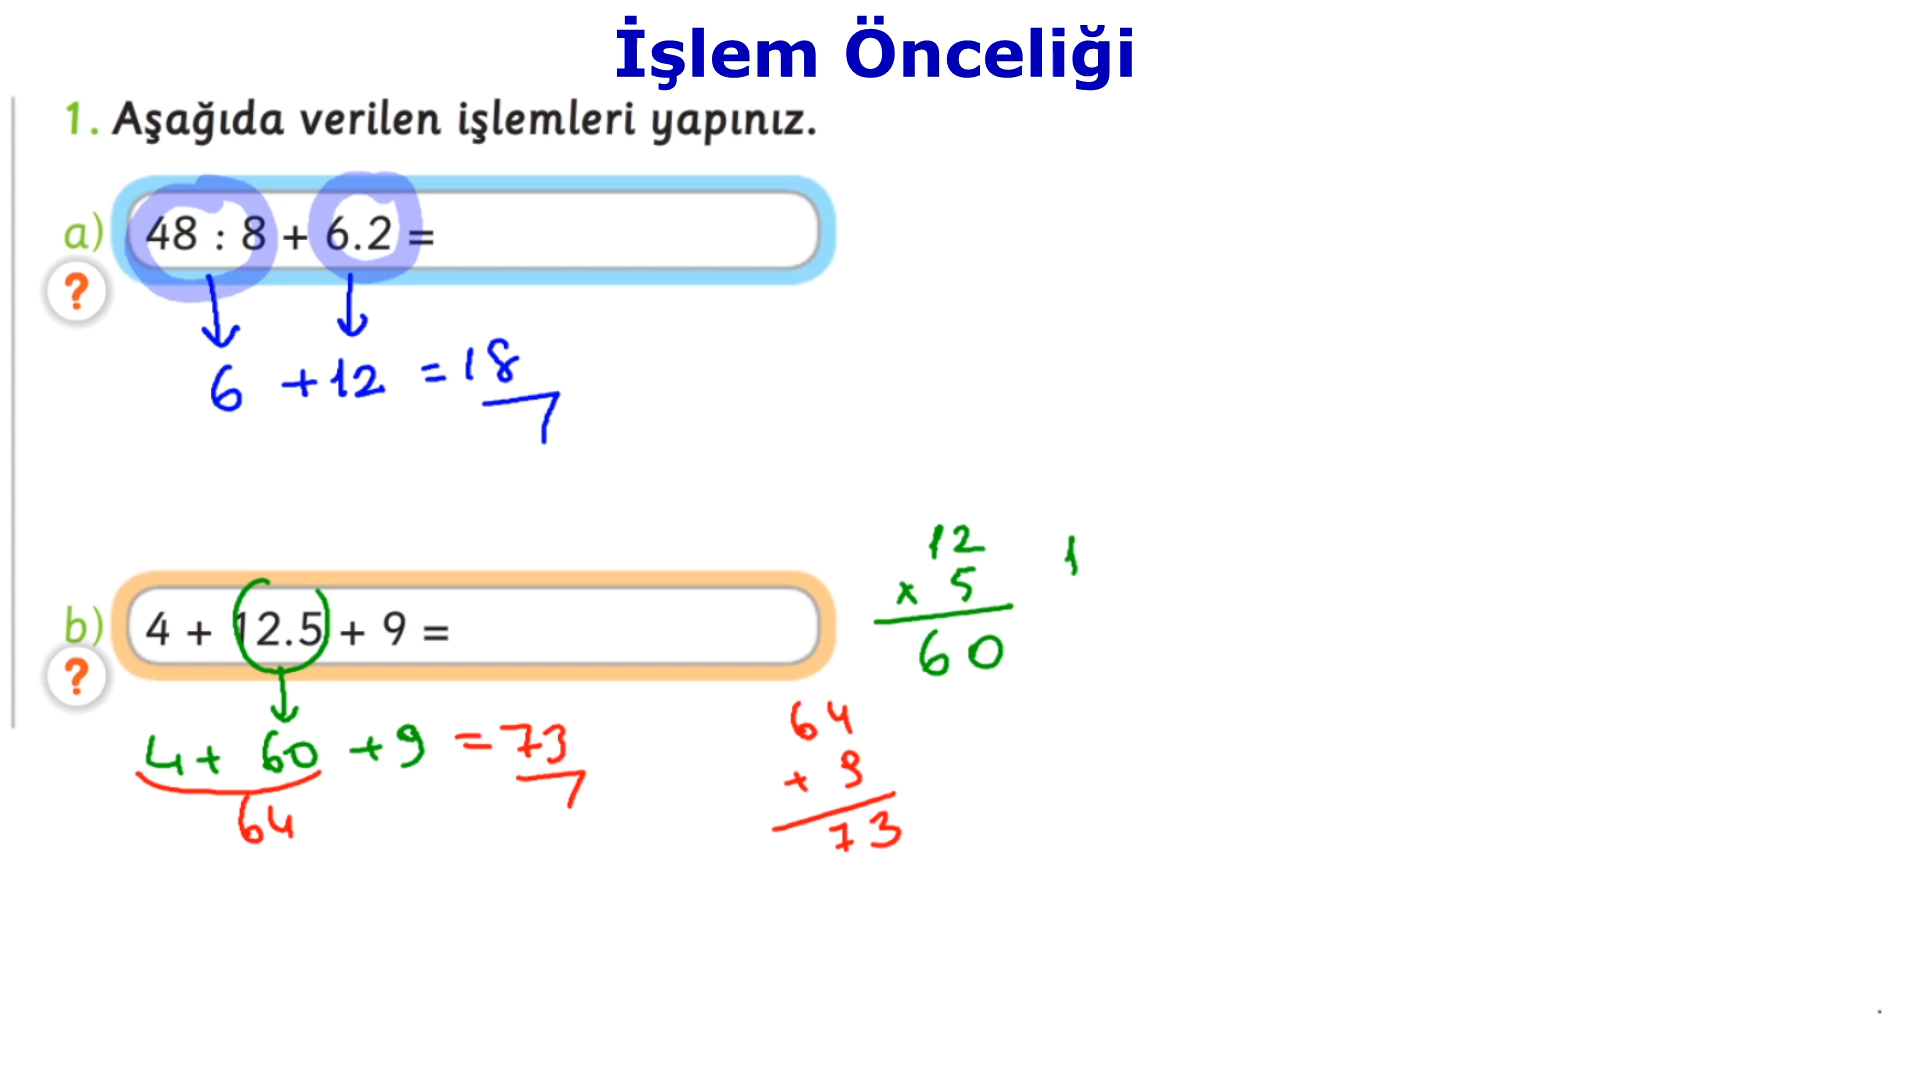 İşlem Önceliği
1. Aşağıda verilen işlemleri yapınız.
a) 48 : 8 + 6.2 =
?
6 + 12 = 18
12
x 5
60
1
b) 4 + 12.5 + 9 =
?
4 + 60 + 9 = 73
64
64
+ 9
73